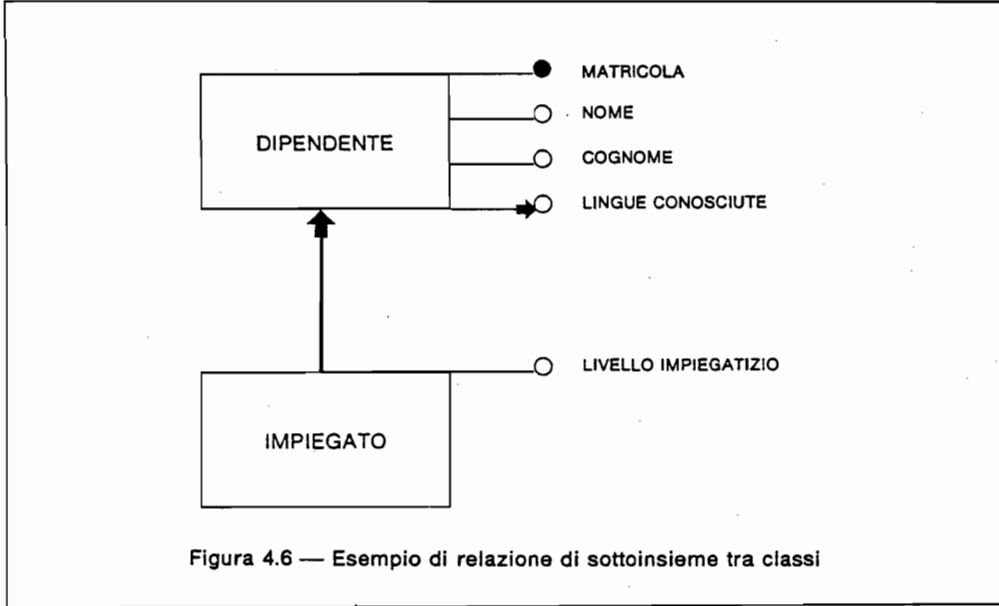 MATRICOLA
NOME
DIPENDENTE
COGNOME
LINGUE CONOSCIUTE
LIVELLO IMPIEGATIZIO
IMPIEGATO
Figura 4.6 — Esempio di relazione di sottoinsieme tra classi